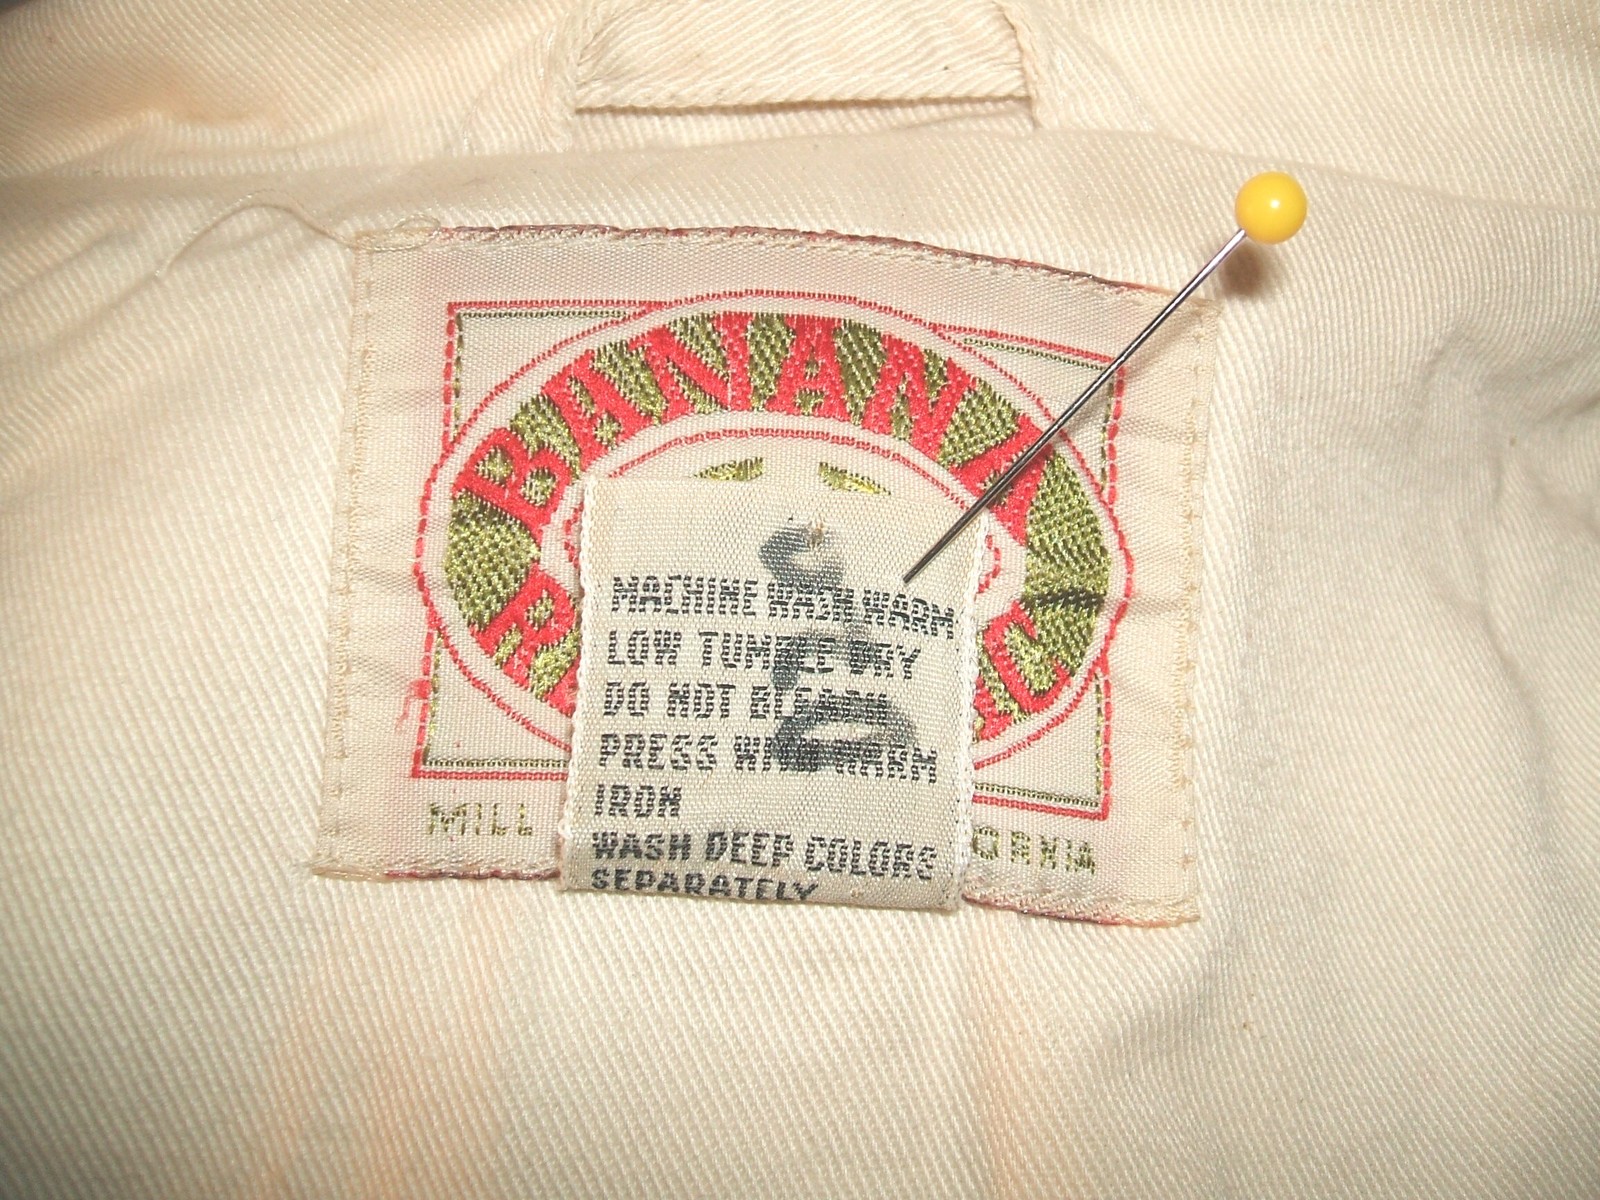 BANANA
MACHINE WASH WARM
LOW TUMBLE DRY
DO NOT BLEACH
PRESS WITH WARM
IRON
WASH DEEP COLORS
SEPARATELY
MILL ORNIA